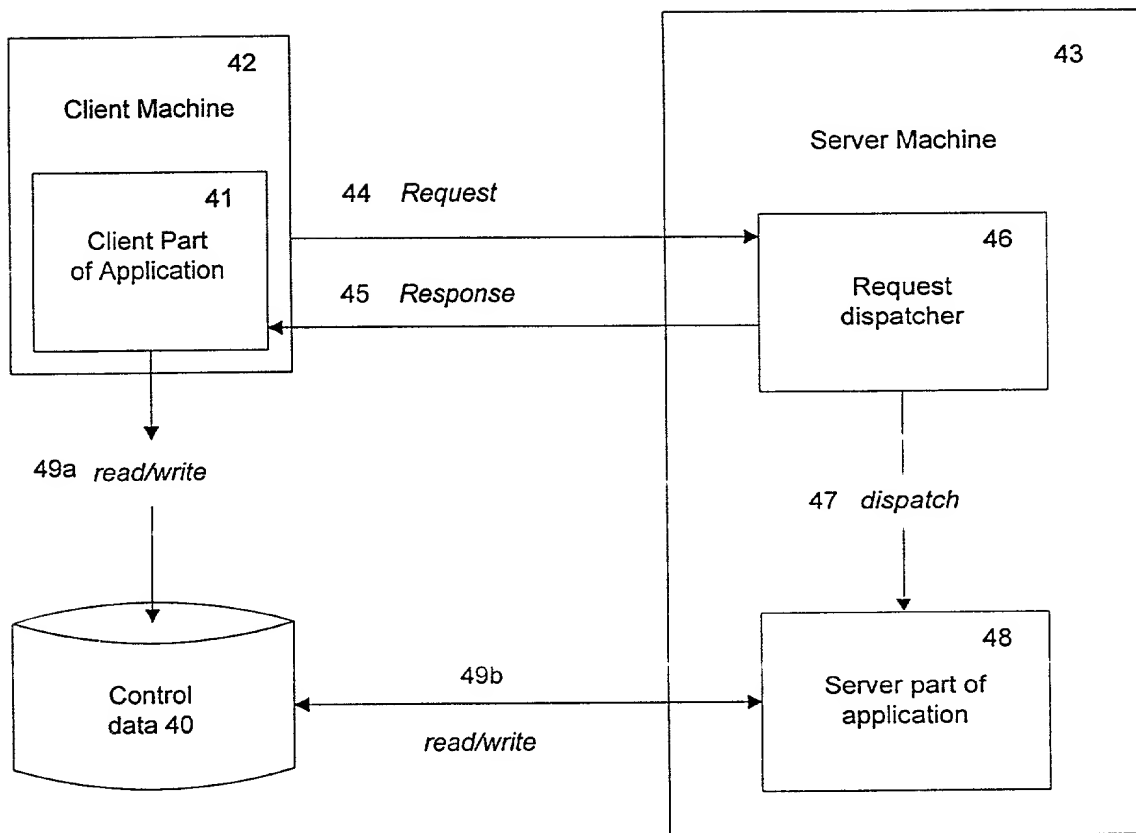 42
Client Machine
41
Client Part
of Application
43
Server Machine
44 Request
45 Response
46
Request
dispatcher
49a read/write
47 dispatch
Control
data 40
49b
read/write
48
Server part of
application